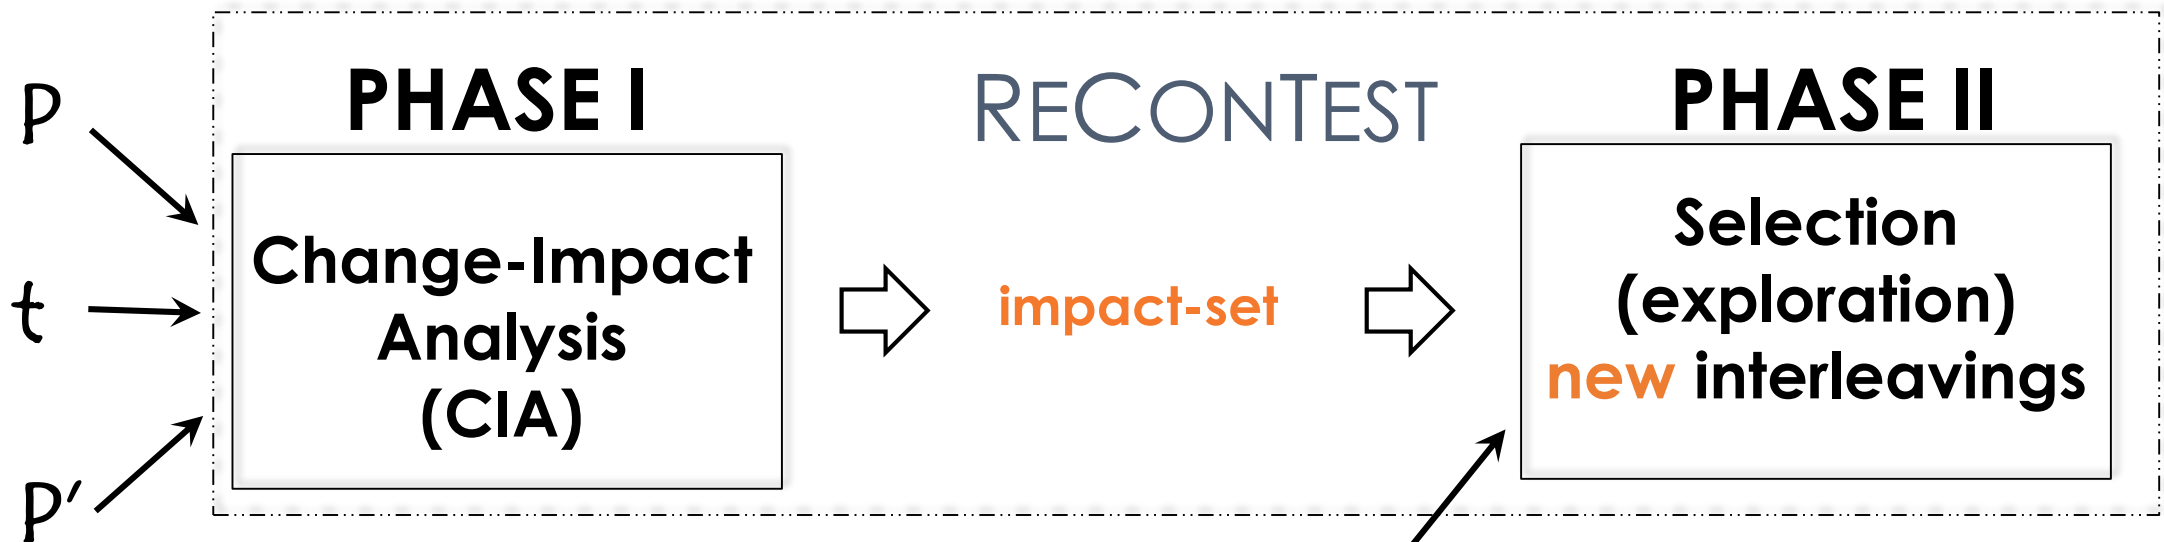 P
t
P′
PHASE I
Change-Impact
Analysis
(CIA)
RECONTEST
impact-set
PHASE II
Selection
(exploration)
new interleavings